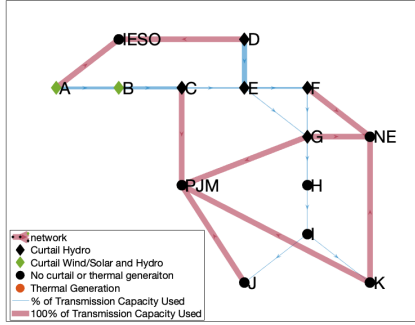 IESO
D
A
B
C
E
F
G
NE
PJM
H
I
J
K
network
Curtail Hydro
Curtail Wind/Solar and Hydro
No curtail or thermal generaiton
Thermal Generation
% of Transmission Capacity Used
100% of Transmission Capacity Used